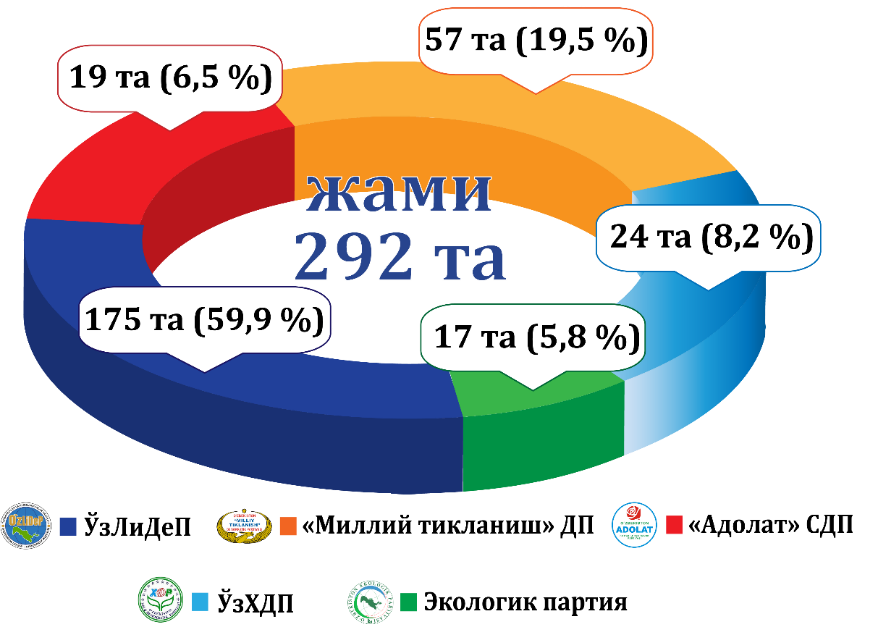 57 та (19,5 %)
19 та (6,5 %)
жами
292 та
24 та (8,2 %)
175 та (59,9 %)
17 та (5,8 %)
ЎзЛиДеП
«Миллий тикланиш» ДП
ADOLAT
«Адолат» СДП
ЎзХДП
Экологик партия